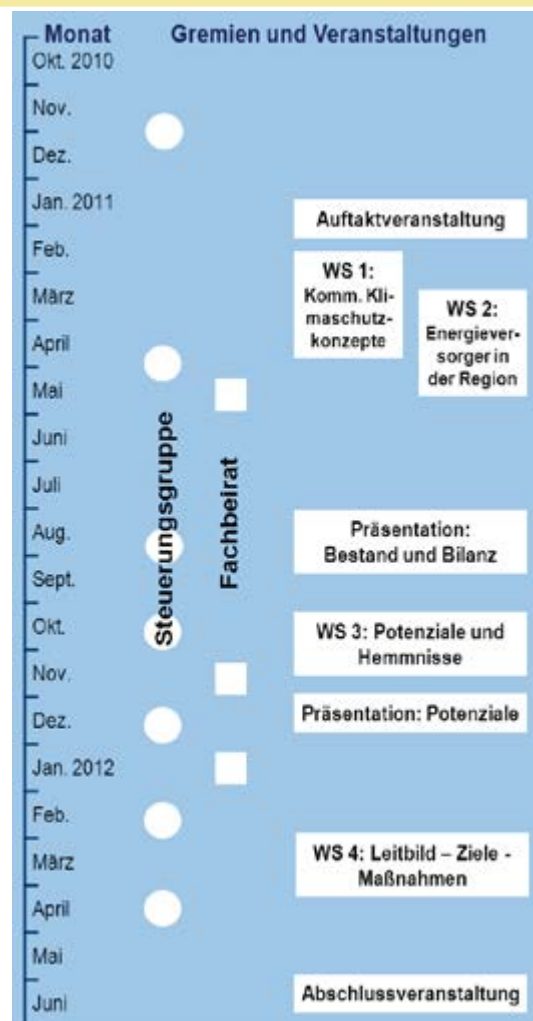 Monat
Gremien und Veranstaltungen
Okt. 2010
Nov.
Dez.
Jan. 2011
Feb.
März
April
Mai
Juni
Juli
Aug.
Sept.
Okt.
Nov.
Dez.
Jan. 2012
Feb.
März
April
Mai
Juni
Steuerungsgruppe
Fachbeirat
Auftaktveranstaltung
WS 1:
Komm. Kli-
maschutz-
konzepte
WS 2:
Energiever-
sorger in
der Region
Präsentation:
Bestand und Bilanz
WS 3: Potenziale und
Hemmnisse
Präsentation: Potenziale
WS 4: Leitbild – Ziele -
Maßnahmen
Abschlussveranstaltung